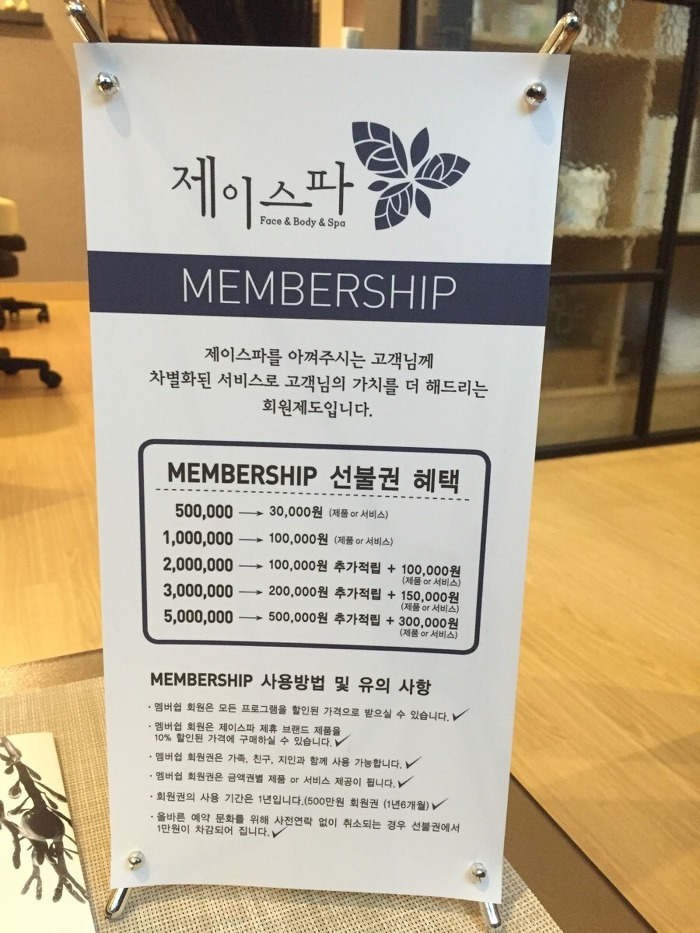 제이스파
Face & Body & Spa
MEMBERSHIP
제이스파를 아껴주시는 고객님께
차별화된 서비스로 고객님의 가치를 더 해드리는
회원제도입니다.
MEMBERSHIP 선불권 혜택
500,000 → 30,000원 (제품 or 서비스)
1,000,000 → 100,000원 (제품 or 서비스)
2,000,000 → 100,000원 추가적립 + 100,000원
(제품 or 서비스)
3,000,000 → 200,000원 추가적립 + 150,000원
(제품 or 서비스)
5,000,000 → 500,000원 추가적립 + 300,000원
(제품 or 서비스)
MEMBERSHIP 사용방법 및 유의 사항
· 멤버쉽 회원은 모든 프로그램을 할인된 가격으로 받으실 수 있습니다. ✓
· 멤버쉽 회원은 제이스파 제휴 브랜드 제품을
10% 할인된 가격에 구매하실 수 있습니다. ✓
· 멤버쉽 회원권은 가족, 친구, 지인과 함께 사용 가능합니다. ✓
· 멤버쉽 회원권은 금액권별 제품 or 서비스 제공이 됩니다. ✓
· 회원권의 사용 기간은 1년입니다.(500만원 회원권 (1년6개월) ✓
· 올바른 예약 문화를 위해 사전연락 없이 취소되는 경우 선불권에서
1만원이 차감되어 집니다. ✓